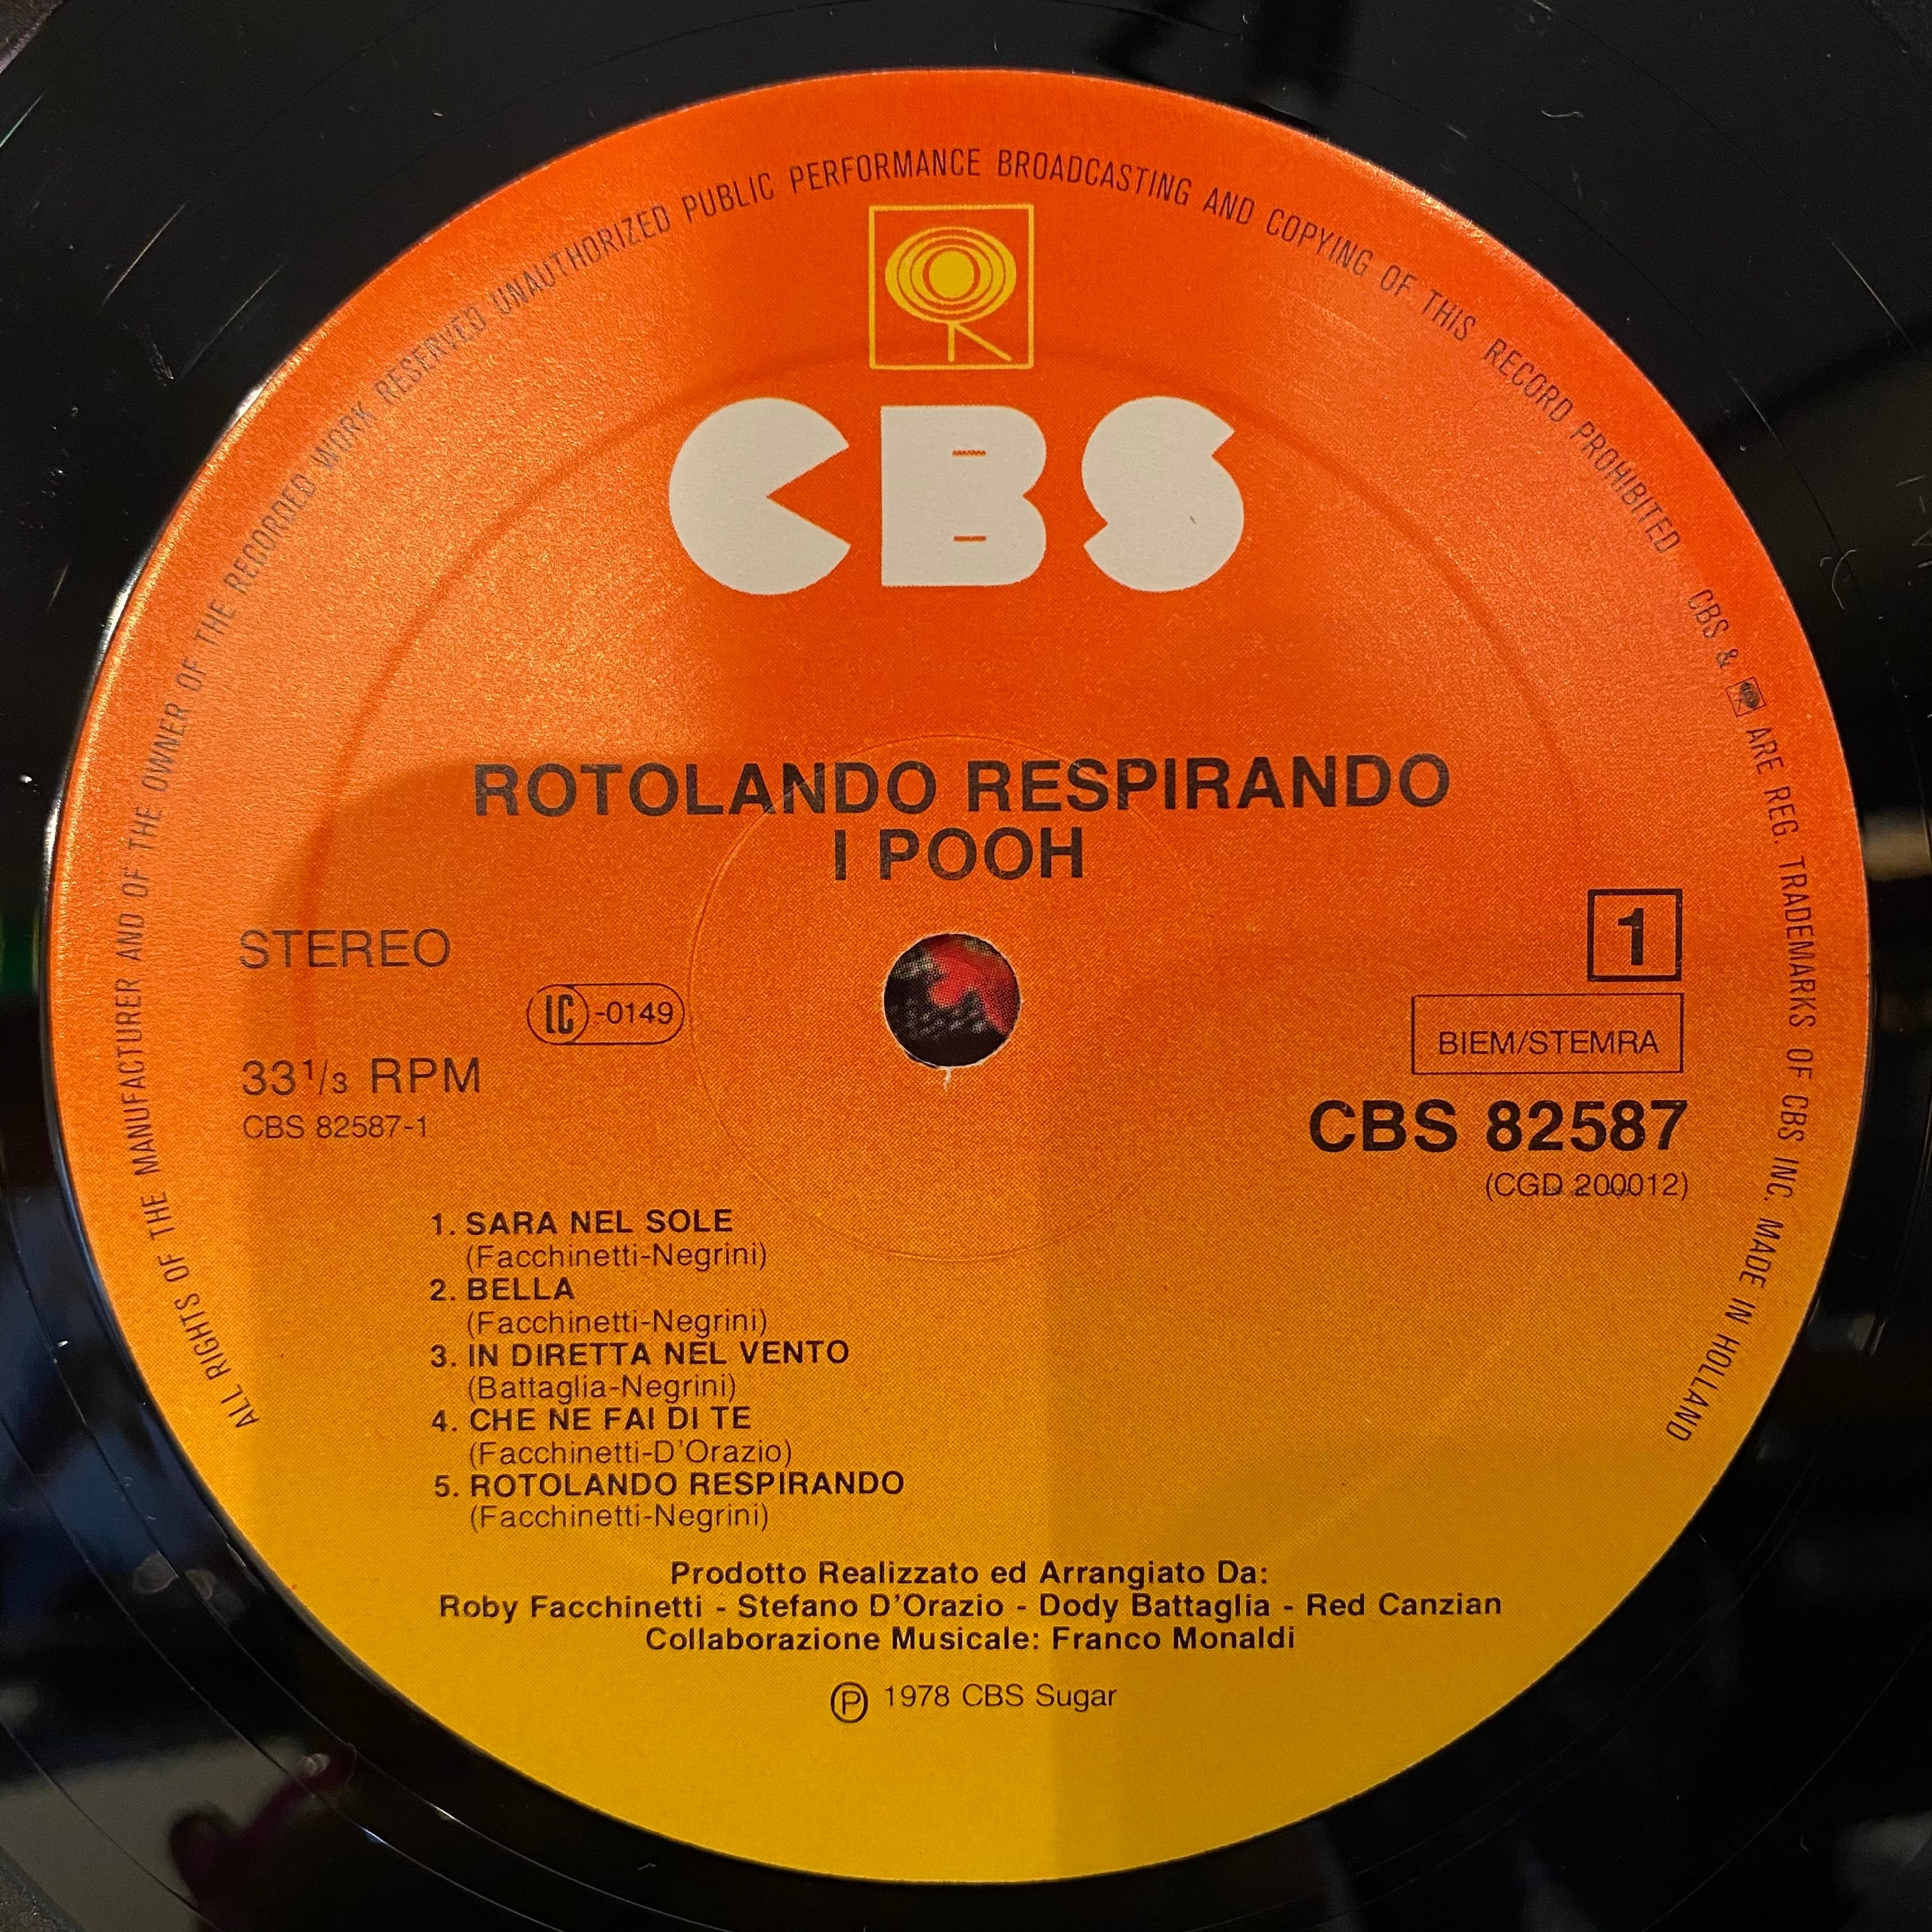 ALL RIGHTS OF THE MANUFACTURER AND OF THE OWNER OF THE RECORDED WORK RESERVED UNAUTHORIZED PUBLIC PERFORMANCE BROADCASTING AND COPYING OF THIS RECORD PROHIBITED CBS & ARE REG. TRADEMARKS OF CBS INC. MADE IN HOLLAND
CBS
ROTOLANDO RESPIRANDO
I POOH
STEREO
1
LC -0149
BIEM/STEMRA
33 1/3 RPM
CBS 82587
CBS 82587-1
(CGD 200012)
1. SARA NEL SOLE
(Facchinetti-Negrini)
2. BELLA
(Facchinetti-Negrini)
3. IN DIRETTA NEL VENTO
(Battaglia-Negrini)
4. CHE NE FAI DI TE
(Facchinetti-D'Orazio)
5. ROTOLANDO RESPIRANDO
(Facchinetti-Negrini)
Prodotto Realizzato ed Arrangiato Da:
Roby Facchinetti - Stefano D'Orazio - Dody Battaglia - Red Canzian
Collaborazione Musicale: Franco Monaldi
Ⓟ 1978 CBS Sugar